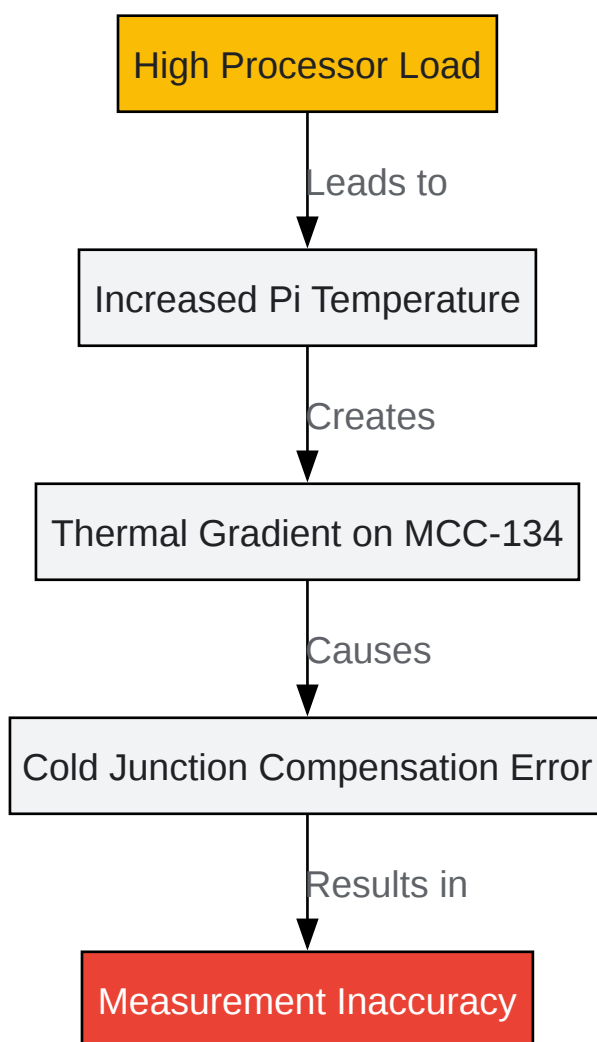 High Processor Load
Leads to
Increased Pi Temperature
Creates
Thermal Gradient on MCC-134
Causes
Cold Junction Compensation Error
Results in
Measurement Inaccuracy